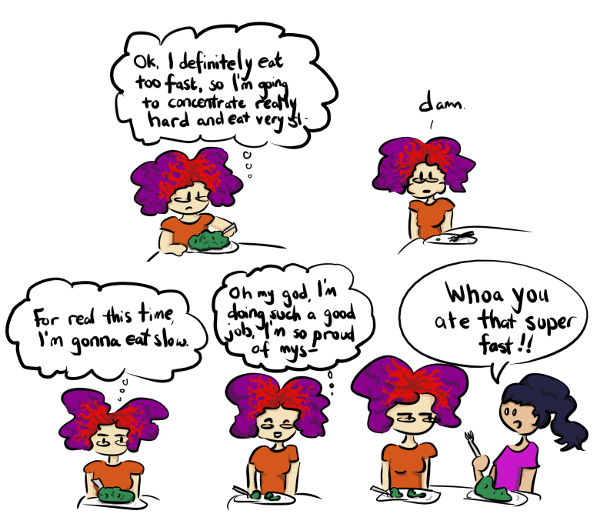 Ok, I definitely eat
too fast, so I'm going
to concentrate really
hard and eat very sl-
damn.
For real this time,
I'm gonna eat slow.
Oh my god, I'm
doing such a good
job, I'm so proud
of mys-
Whoa you
ate that super
fast!!